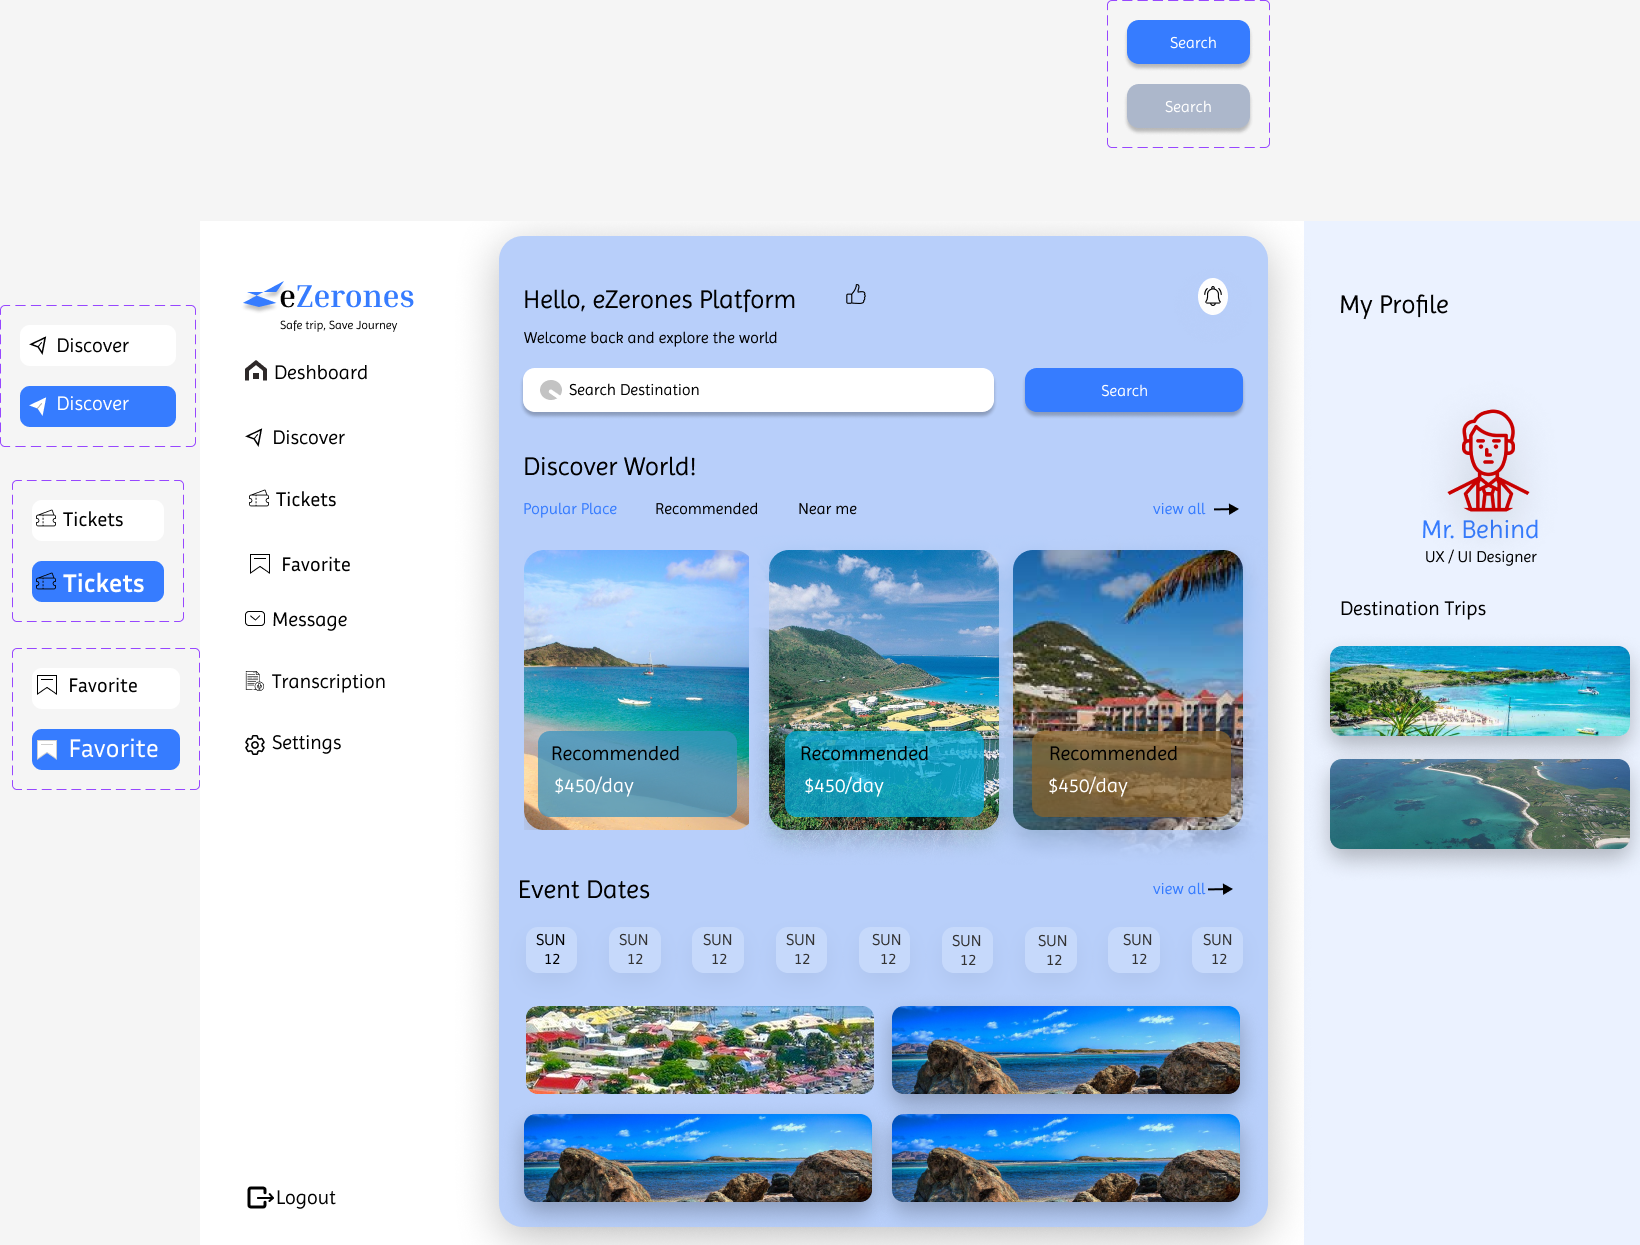 Search
Search
Discover
Discover
Tickets
Tickets
Favorite
Favorite
eZerones
Safe trip, Save Journey
Deshboard
Discover
Tickets
Favorite
Message
Transcription
Settings
Logout
Hello, eZerones Platform
Welcome back and explore the world
Search Destination
Search
Discover World!
Popular Place Recommended Near me view all
Recommended
$450/day
Recommended
$450/day
Recommended
$450/day
Event Dates view all
SUN SUN SUN SUN SUN SUN SUN SUN SUN
12 12 12 12 12 12 12 12 12
My Profile
Mr. Behind
UX / UI Designer
Destination Trips